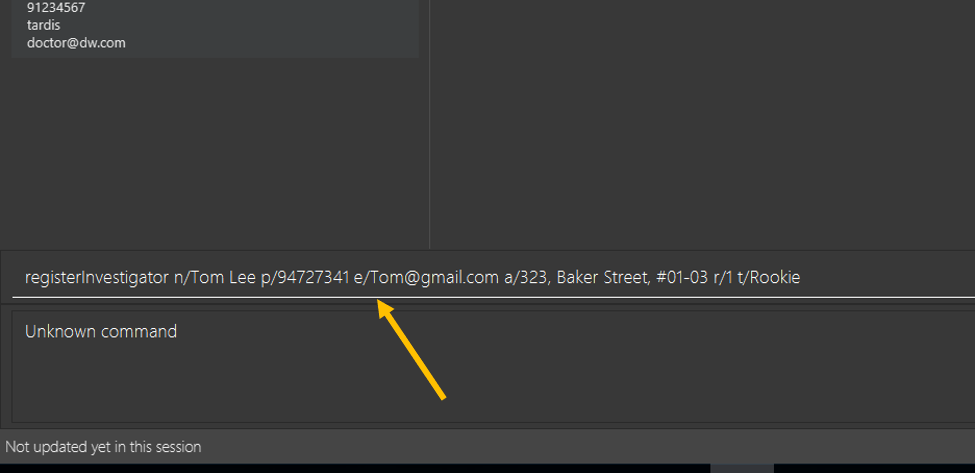 91234567
tardis
doctor@dw.com
registerInvestigator n/Tom Lee p/94727341 e/Tom@gmail.com a/323, Baker Street, #01-03 r/1 t/Rookie
Unknown command
Not updated yet in this session